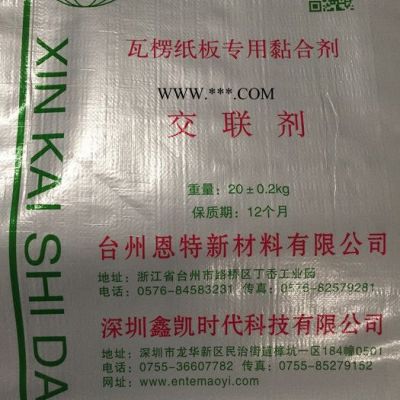 XIN KAI SHI DA
瓦楞纸板专用黏合剂
WWW.***.COM
交联剂
重量：20±0.2kg
保质期：12个月
台州恩特新材料有限公司
地址：浙江省台州市路桥区丁香工业园
电话：0576-84583231 传真：0576-82579281
深圳鑫凯时代科技有限公司
地址：深圳市龙华新区民治街道樟坑一区184幢0501
电话：0755-36607782 传真：0755-85279152
网址：www.entemaoyi.com